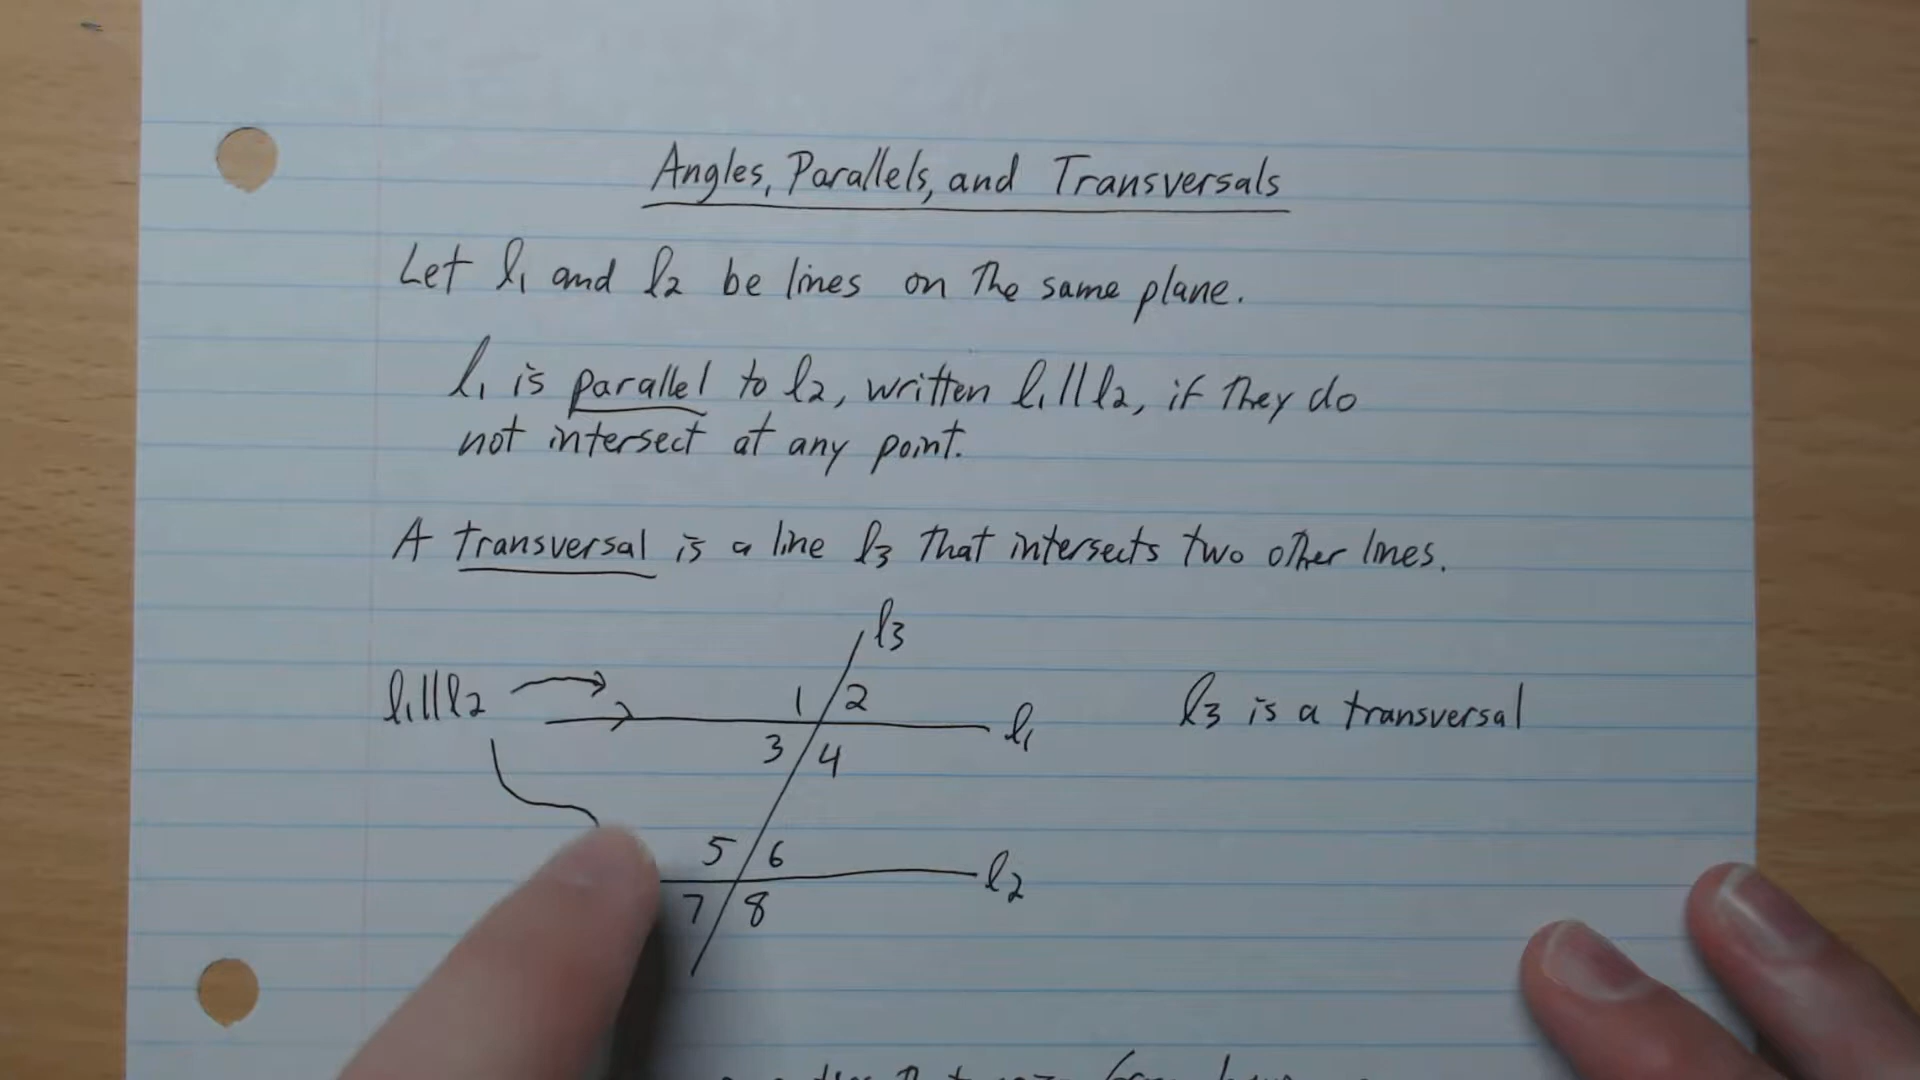 Angles, Parallels, and Transversals
Let l1 and l2 be lines on the same plane.
l1 is parallel to l2, written l1||l2, if they do
not intersect at any point.
A transversal is a line l3 that intersects two other lines.
l3
l1||l2
1 2
l3 is a transversal
l1
3 4
5 6
l2
7 8